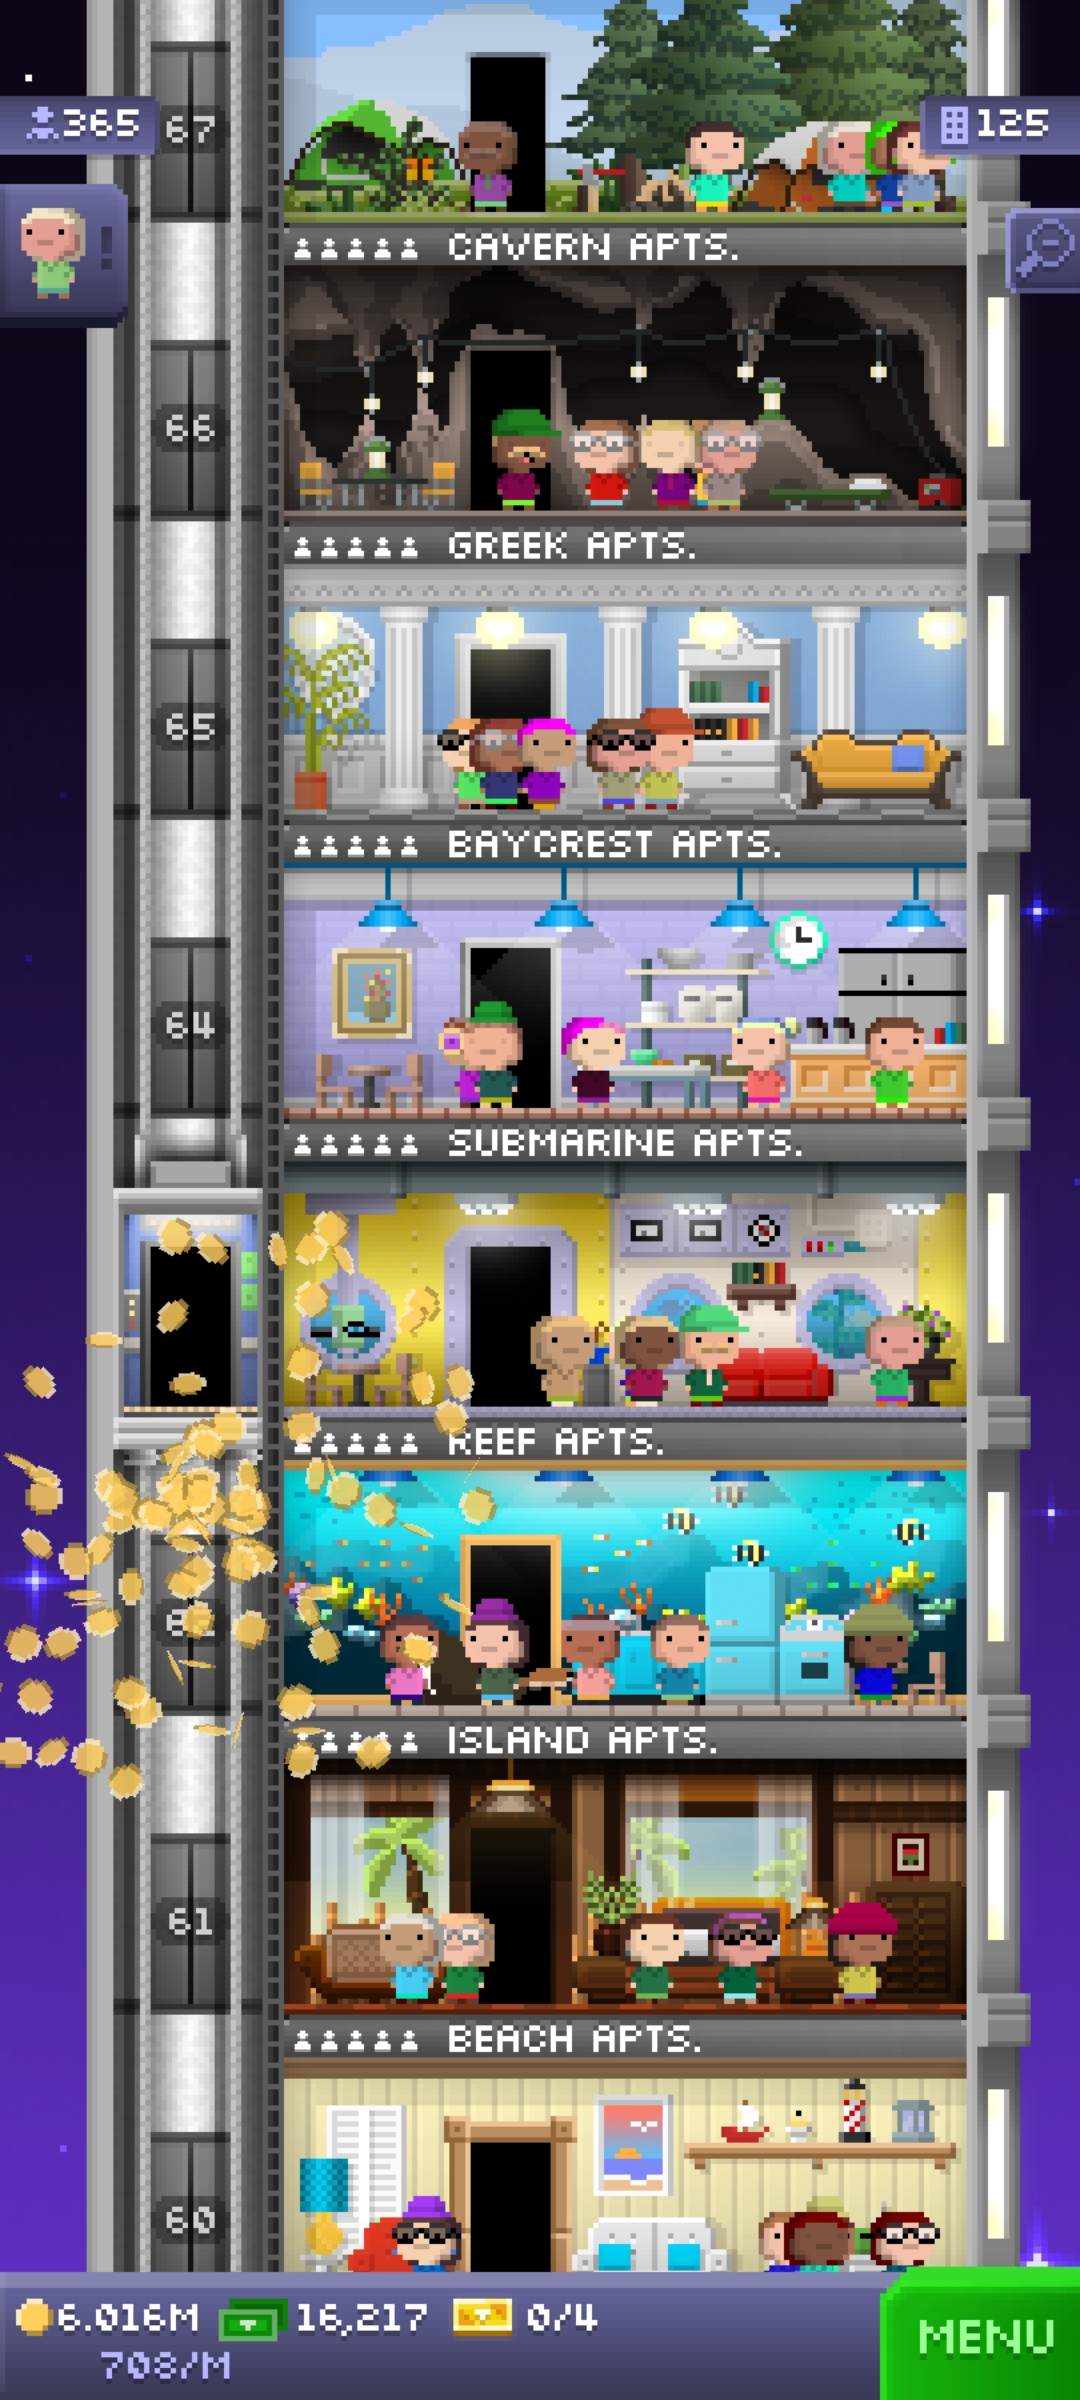 365
67
125
CAVERN APTS.
66
GREEK APTS.
65
BAYCREST APTS.
64
SUBMARINE APTS.
REEF APTS.
ISLAND APTS.
61
BEACH APTS.
60
6.016M 16,217 0/4
708/M
MENU